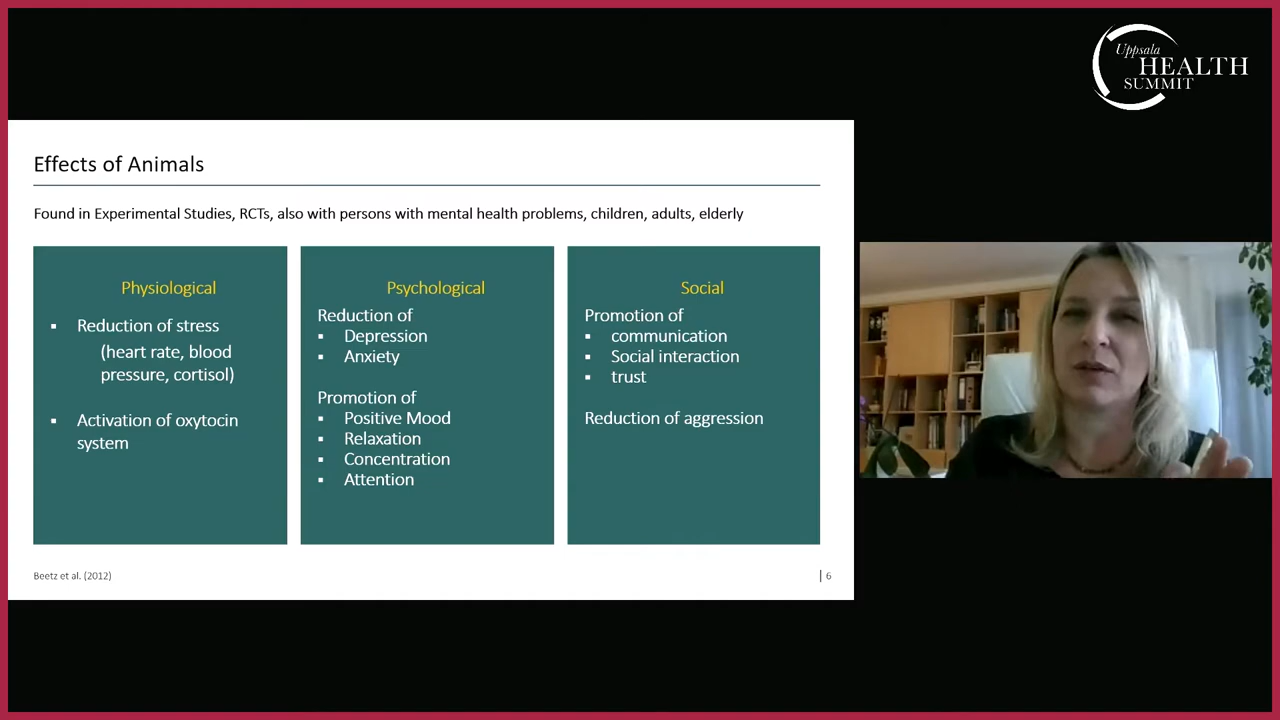 Uppsala
HEALTH
SUMMIT
Effects of Animals
Found in Experimental Studies, RCTs, also with persons with mental health problems, children, adults, elderly
Physiological
▪ Reduction of stress
(heart rate, blood
pressure, cortisol)
▪ Activation of oxytocin
system
Psychological
Reduction of
▪ Depression
▪ Anxiety
Promotion of
▪ Positive Mood
▪ Relaxation
▪ Concentration
▪ Attention
Social
Promotion of
▪ communication
▪ Social interaction
▪ trust
Reduction of aggression
Beetz et al. (2012)
| 6